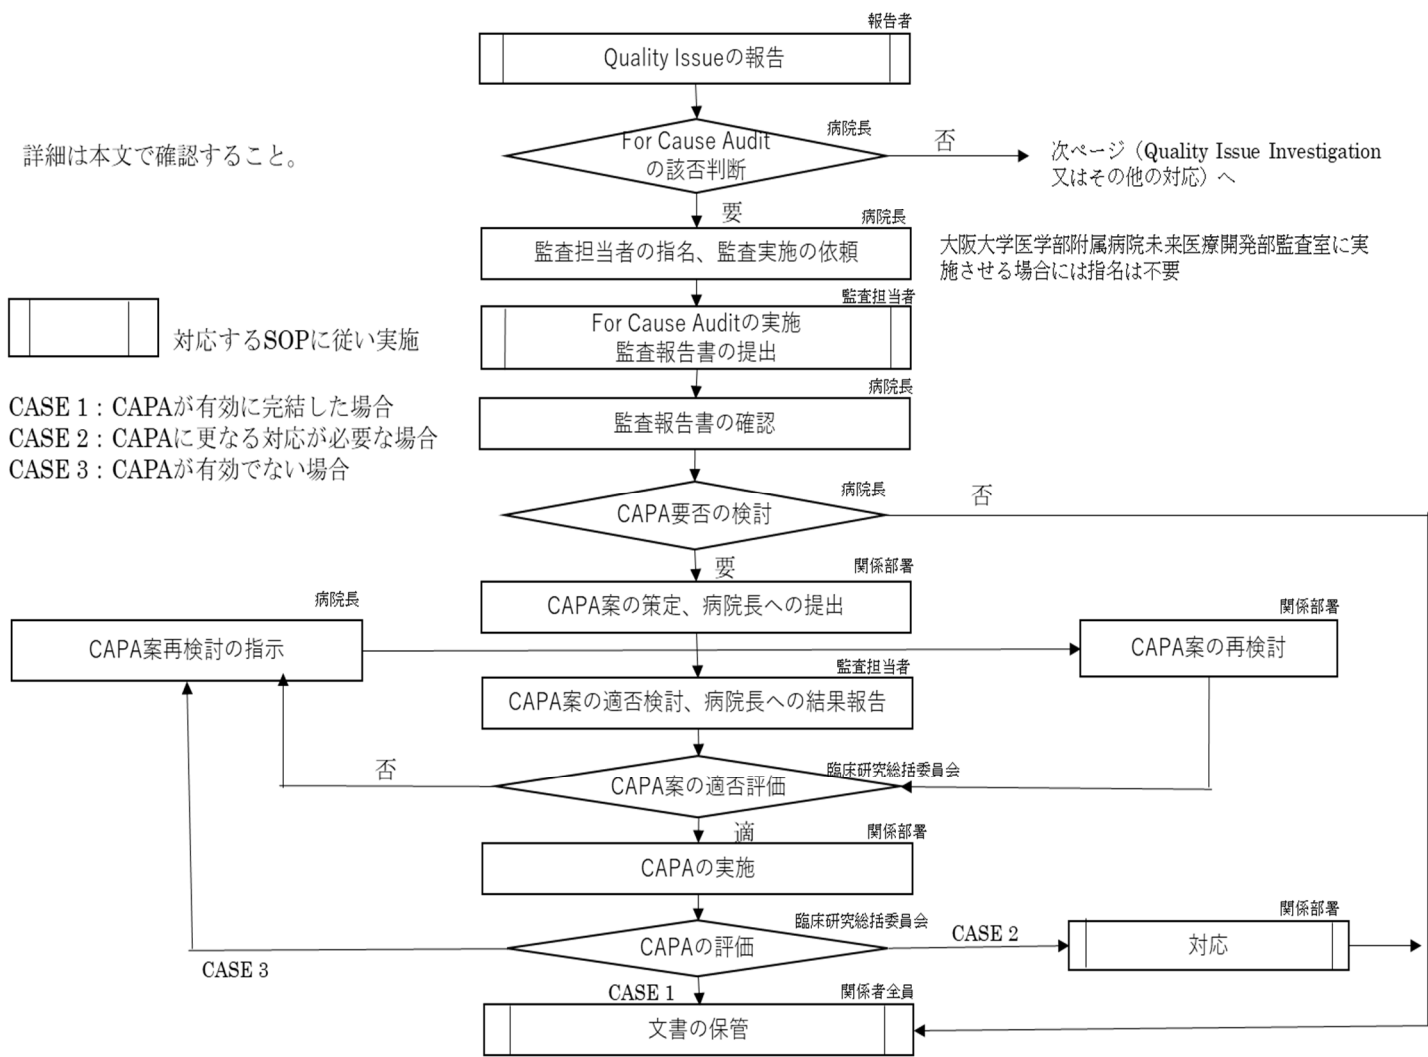 報告者
Quality Issueの報告
病院長
For Cause Audit
の該否判断
否
次ページ（Quality Issue Investigation
又はその他の対応）へ
詳細は本文で確認すること。
要
病院長
監査担当者の指名、監査実施の依頼
大阪大学医学部附属病院未来医療開発部監査室に実
施させる場合には指名は不要
監査担当者
For Cause Auditの実施
監査報告書の提出
対応するSOPに従い実施
病院長
監査報告書の確認
CASE 1：CAPAが有効に完結した場合
CASE 2：CAPAに更なる対応が必要な場合
CASE 3：CAPAが有効でない場合
病院長
CAPA要否の検討
否
要
関係部署
CAPA案の策定、病院長への提出
病院長
CAPA案再検討の指示
関係部署
CAPA案の再検討
監査担当者
CAPA案の適否検討、病院長への結果報告
否
臨床研究総括委員会
CAPA案の適否評価
適
関係部署
CAPAの実施
臨床研究総括委員会
CAPAの評価
CASE 2
関係部署
対応
CASE 3
CASE 1
関係者全員
文書の保管